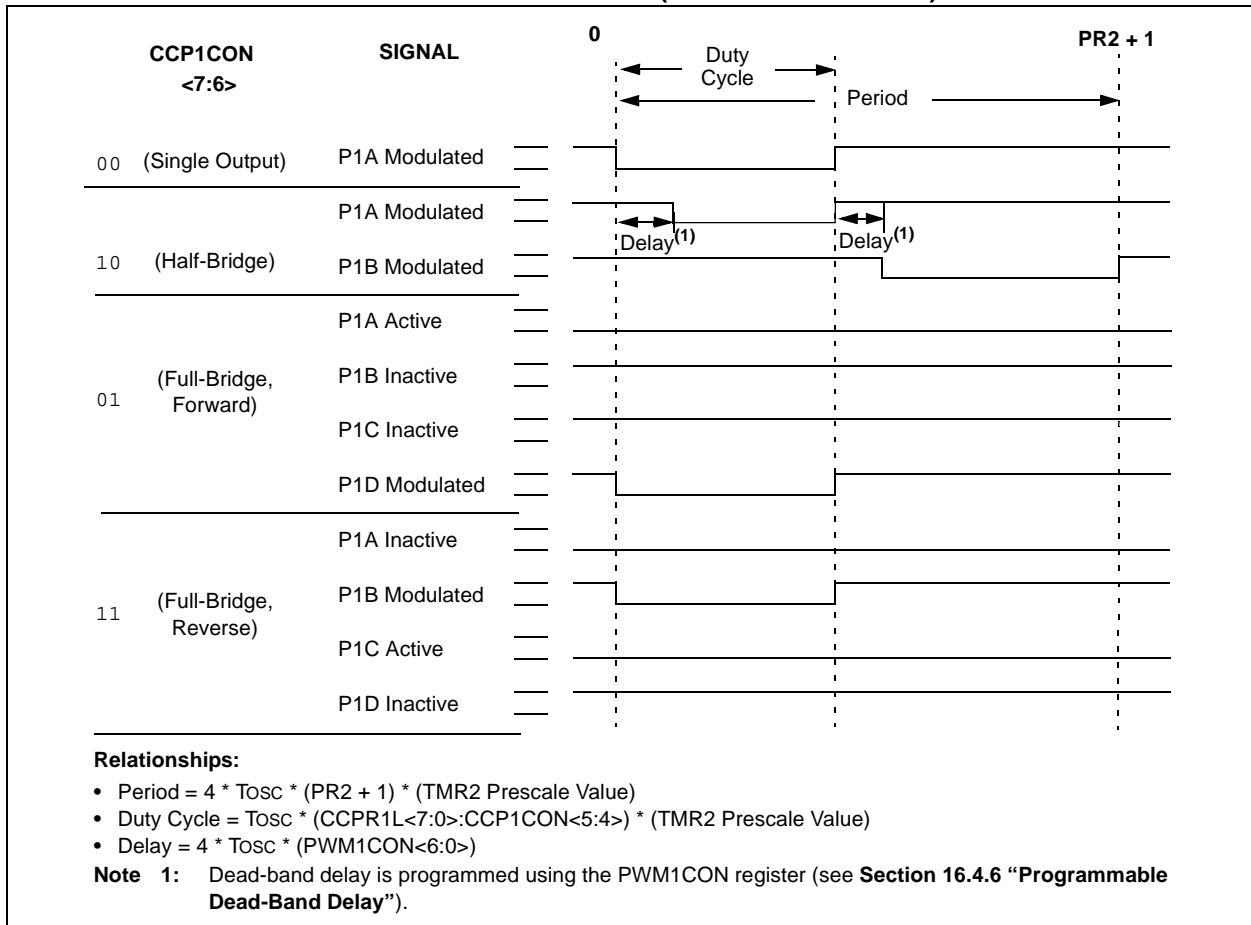 0
PR2 + 1
CCP1CON
<7:6>
SIGNAL
Duty
Cycle
Period
00 (Single Output) P1A Modulated
P1A Modulated
Delay(1) Delay(1)
10 (Half-Bridge) P1B Modulated
P1A Active
P1B Inactive
01 (Full-Bridge,
Forward)
P1C Inactive
P1D Modulated
P1A Inactive
P1B Modulated
11 (Full-Bridge,
Reverse)
P1C Active
P1D Inactive
Relationships:
• Period = 4 * TOSC * (PR2 + 1) * (TMR2 Prescale Value)
• Duty Cycle = TOSC * (CCPR1L<7:0>:CCP1CON<5:4>) * (TMR2 Prescale Value)
• Delay = 4 * TOSC * (PWM1CON<6:0>)
Note 1: Dead-band delay is programmed using the PWM1CON register (see Section 16.4.6 “Programmable
Dead-Band Delay”).